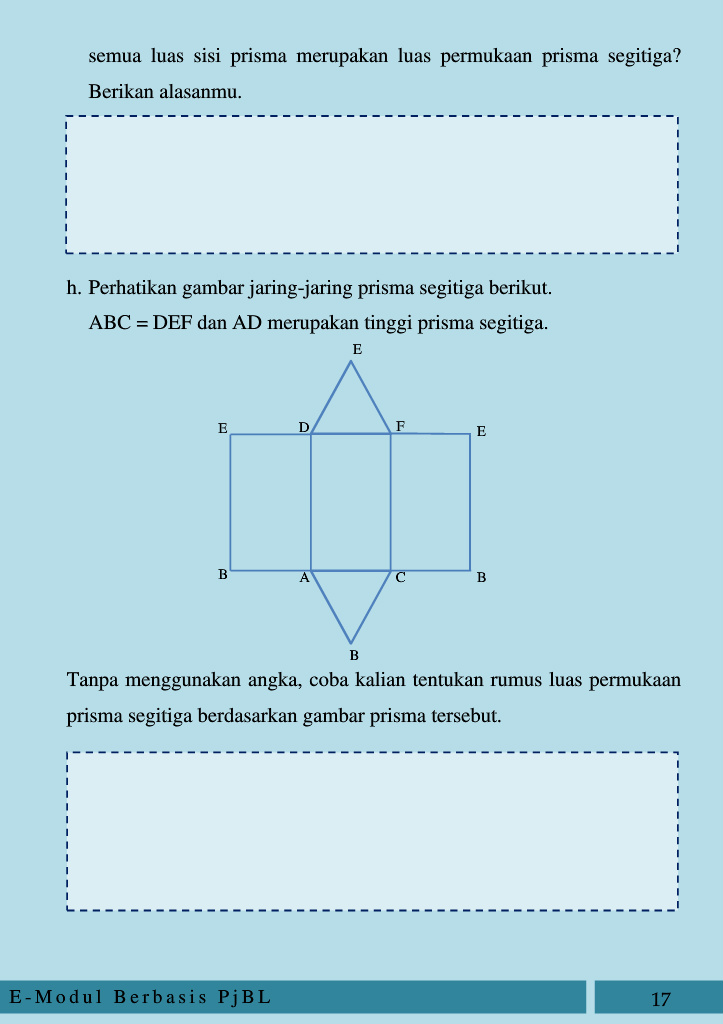 semua luas sisi prisma merupakan luas permukaan prisma segitiga?
Berikan alasanmu.
h. Perhatikan gambar jaring-jaring prisma segitiga berikut.
ABC = DEF dan AD merupakan tinggi prisma segitiga.
E
E D F E
B A C B
B
Tanpa menggunakan angka, coba kalian tentukan rumus luas permukaan
prisma segitiga berdasarkan gambar prisma tersebut.
E-Modul Berbasis PjBL 17